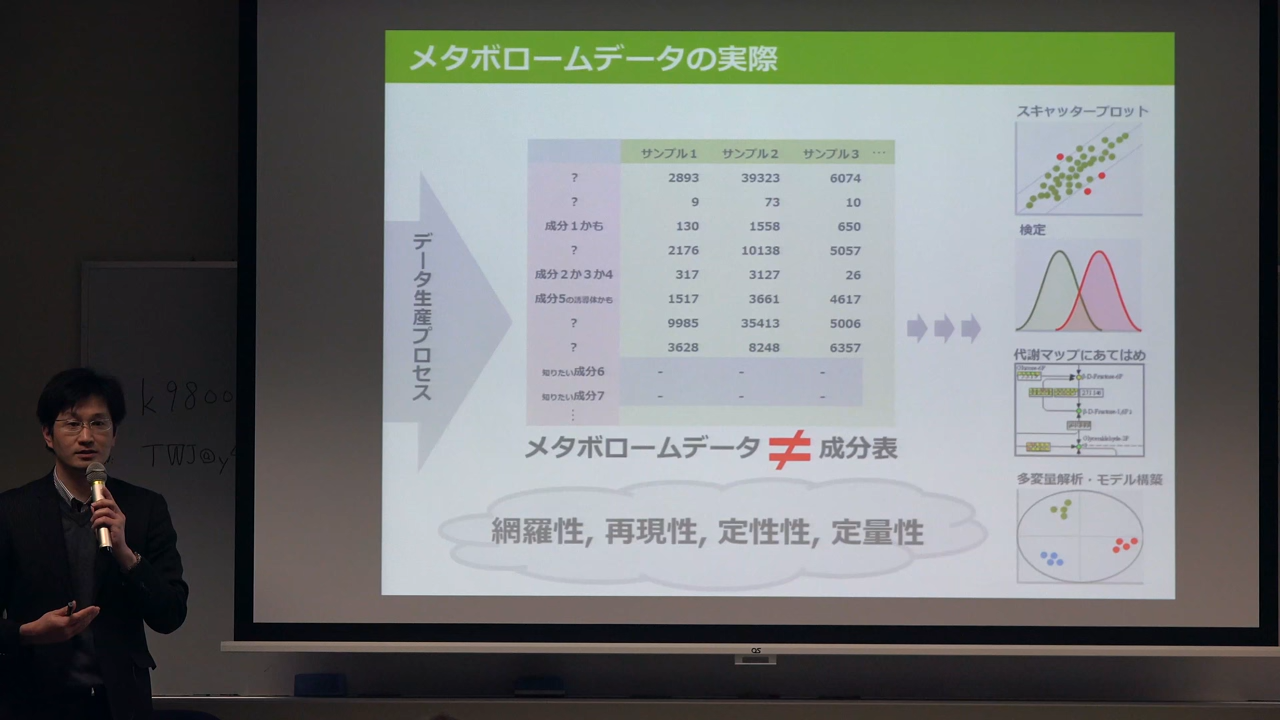 メタボロームデータの実際
データ生産プロセス
サンプル1 サンプル2 サンプル3 …
? 2893 39323 6074
? 9 73 10
成分1かも 130 1558 650
? 2176 10138 5057
成分2か3か4 317 3127 26
成分5の誘導体かも 1517 3661 4617
? 9985 35413 5006
? 3628 8248 6357
知りたい成分6 - - -
知りたい成分7 - - -
⋮
メタボロームデータ ≠ 成分表
網羅性, 再現性, 定性性, 定量性
スキャッタープロット
検定
代謝マップにあてはめ
多変量解析・モデル構築
k9800
TWJ@y
OS